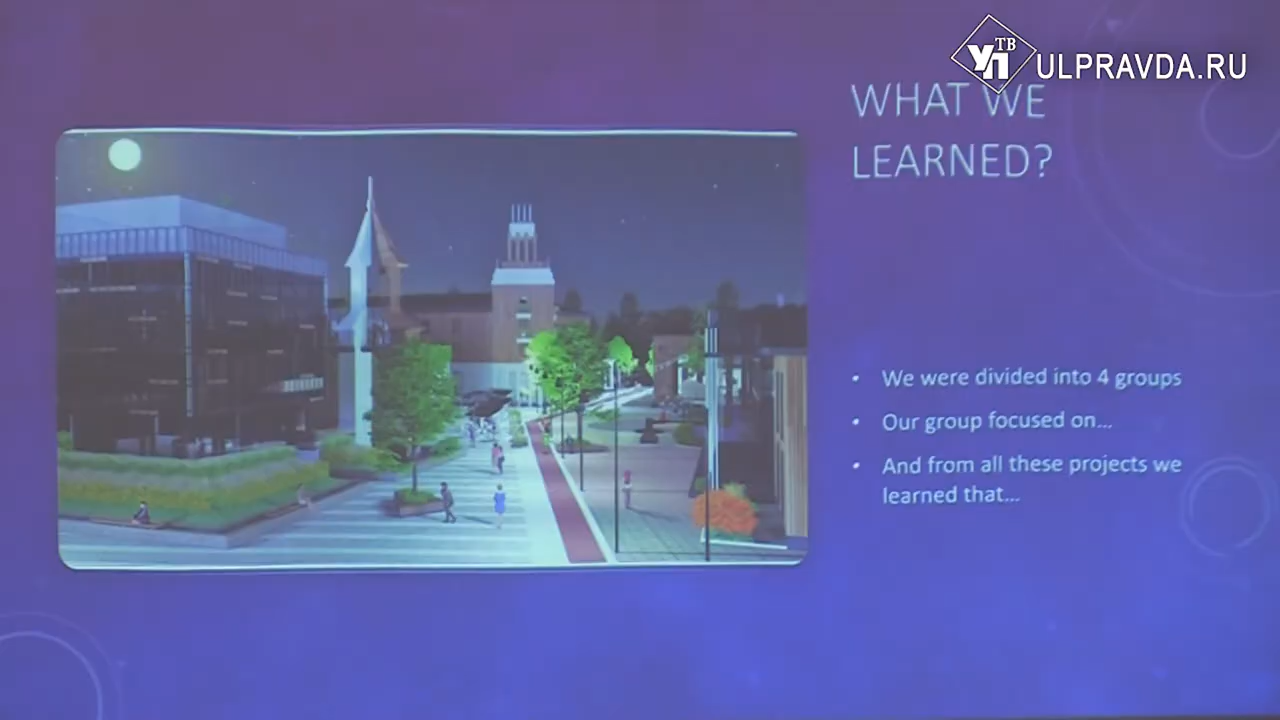 УП ТВ
ULPRAVDA.RU
WHAT WE
LEARNED?
• We were divided into 4 groups
• Our group focused on...
• And from all these projects we
learned that...